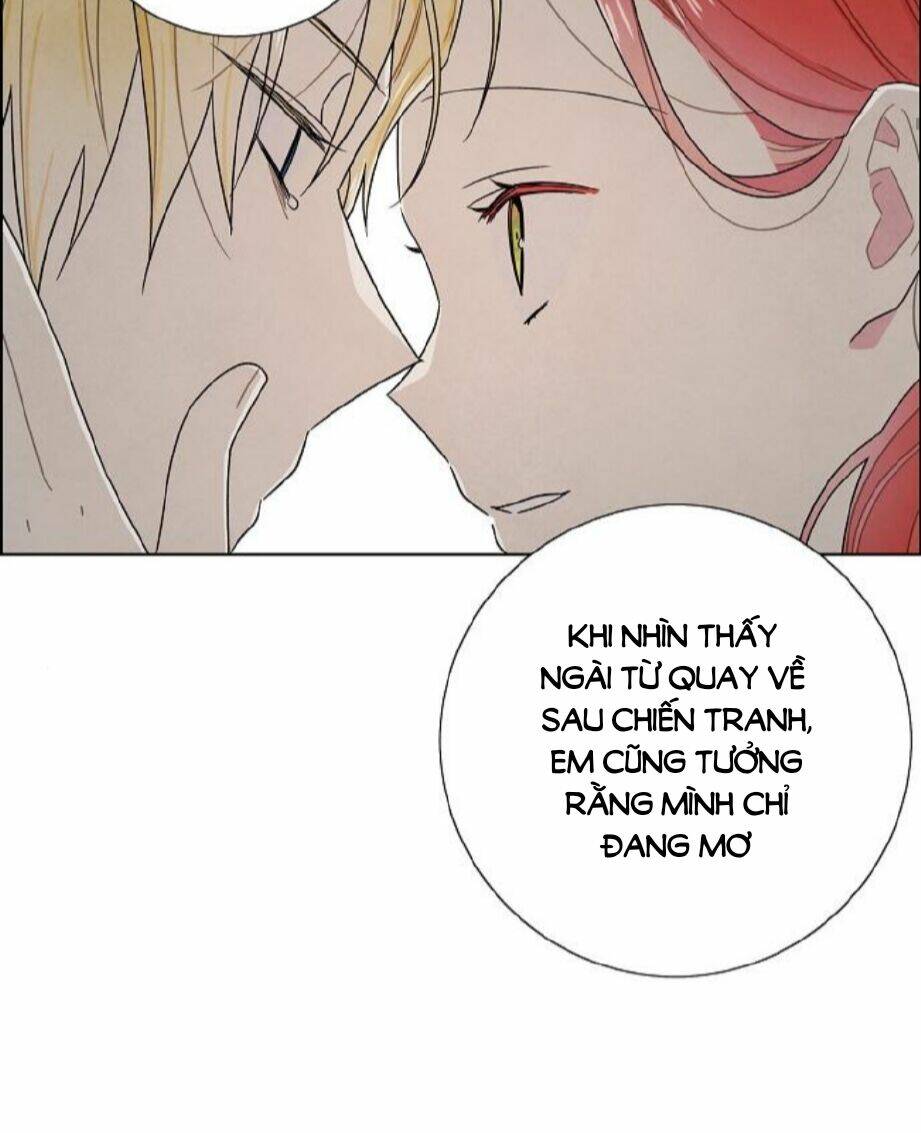 KHI NHÌN THẤY
NGÀI TỪ QUAY VỀ
SAU CHIẾN TRANH,
EM CŨNG TƯỞNG
RẰNG MÌNH CHỈ
ĐANG MƠ